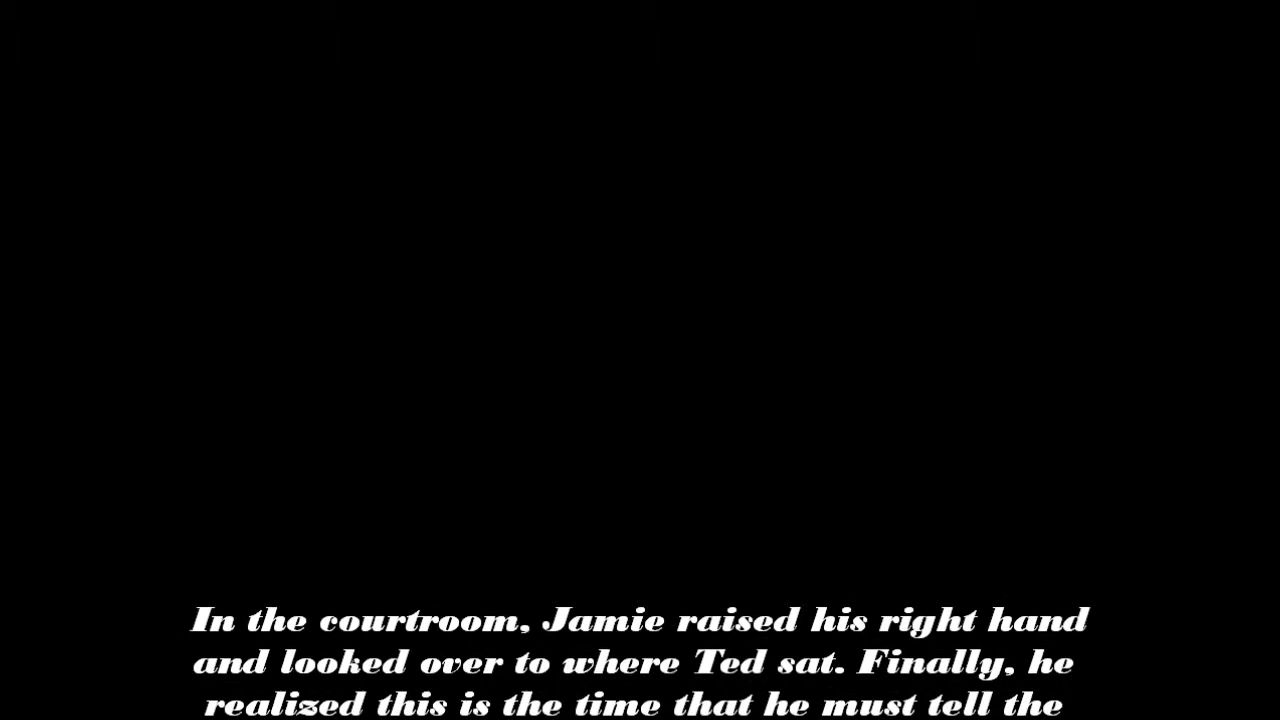 In the courtroom, Jamie raised his right hand
and looked over to where Ted sat. Finally, he
realized this is the time that he must tell the